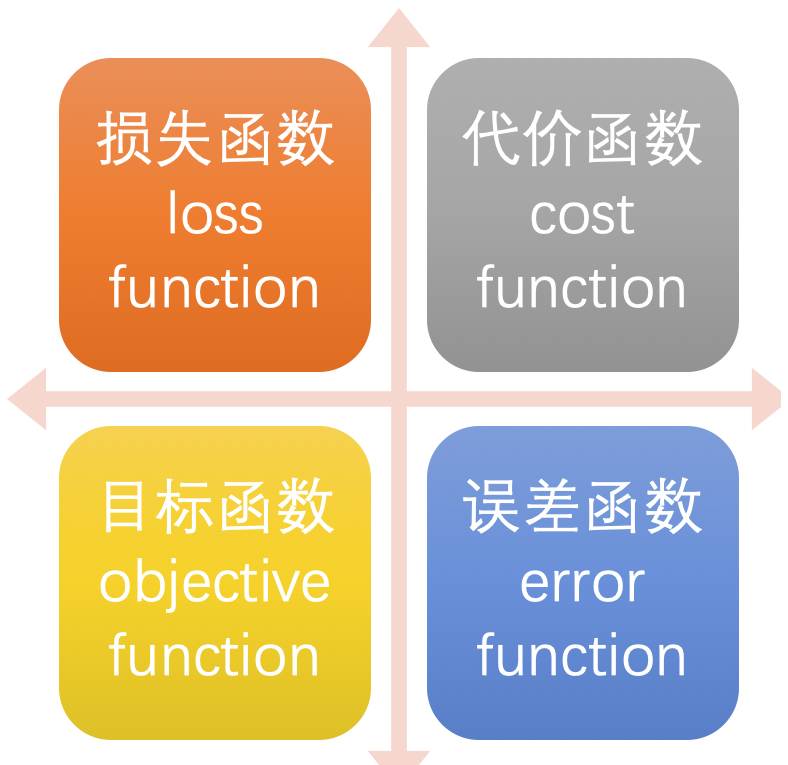 损失函数
loss
function
代价函数
cost
function
目标函数
objective
function
误差函数
error
function